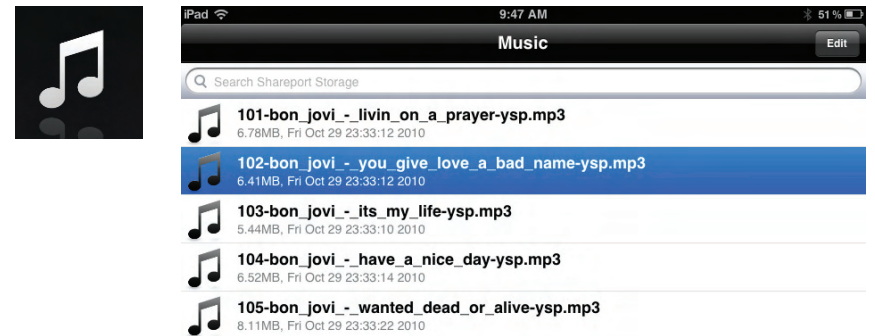 iPad 9:47 AM 51%
Music Edit
Search Shareport Storage
101-bon_jovi_-_livin_on_a_prayer-ysp.mp3
6.78MB, Fri Oct 29 23:33:12 2010
102-bon_jovi_-_you_give_love_a_bad_name-ysp.mp3
6.41MB, Fri Oct 29 23:33:12 2010
103-bon_jovi_-_its_my_life-ysp.mp3
5.44MB, Fri Oct 29 23:33:10 2010
104-bon_jovi_-_have_a_nice_day-ysp.mp3
6.52MB, Fri Oct 29 23:33:14 2010
105-bon_jovi_-_wanted_dead_or_alive-ysp.mp3
8.11MB, Fri Oct 29 23:33:22 2010